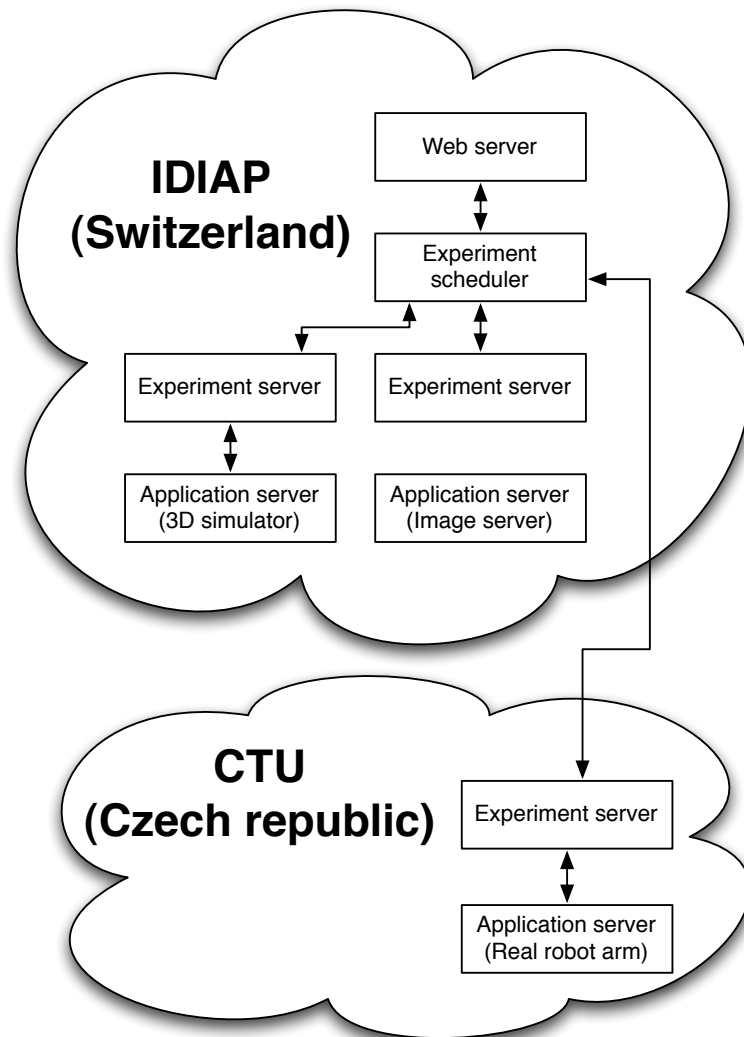 IDIAP
(Switzerland)
Web server
Experiment
scheduler
Experiment server
Experiment server
Application server
(3D simulator)
Application server
(Image server)
CTU
(Czech republic)
Experiment server
Application server
(Real robot arm)